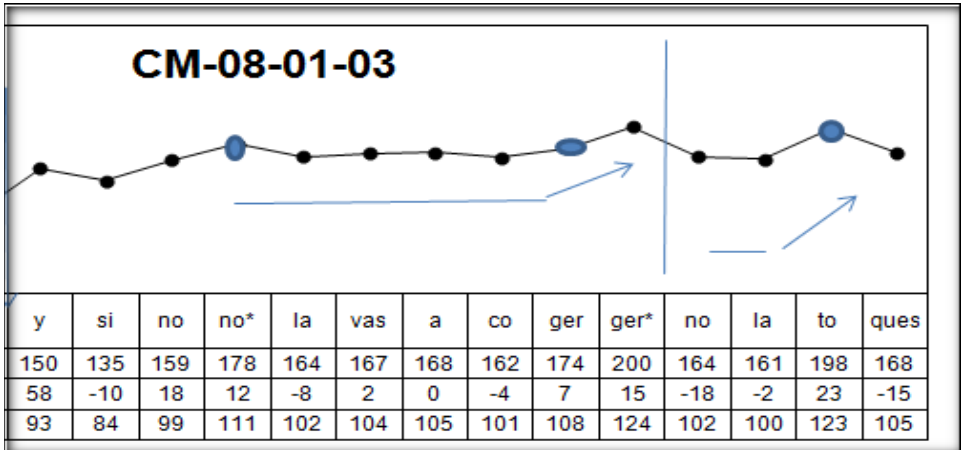 CM-08-01-03
y si no no* la vas a co ger ger* no la to ques
150 135 159 178 164 167 168 162 174 200 164 161 198 168
58 -10 18 12 -8 2 0 -4 7 15 -18 -2 23 -15
93 84 99 111 102 104 105 101 108 124 102 100 123 105